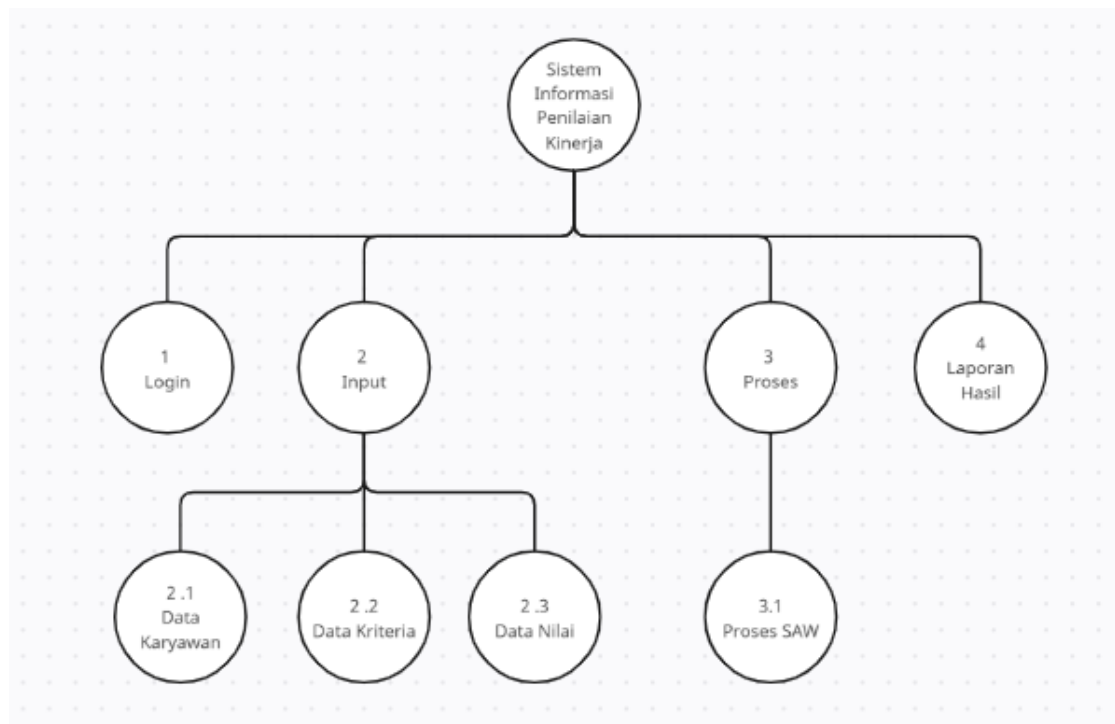 Sistem
Informasi
Penilaian
Kinerja
1
Login
2
Input
3
Proses
4
Laporan
Hasil
2 .1
Data
Karyawan
2 .2
Data Kriteria
2 .3
Data Nilai
3.1
Proses SAW